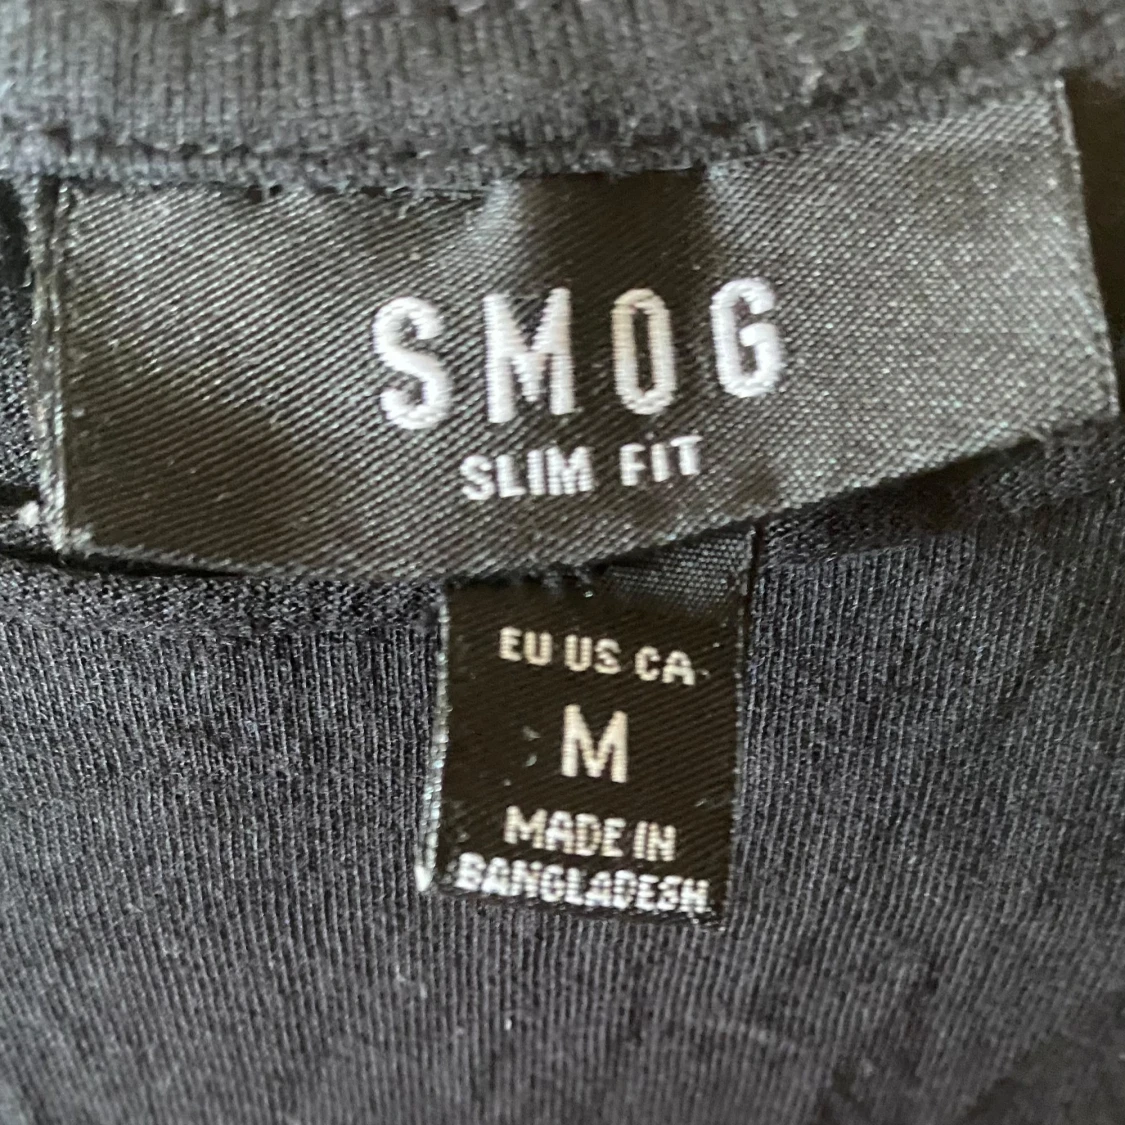 SMOG
SLIM FIT
EU US CA
M
MADE IN
BANGLADESH